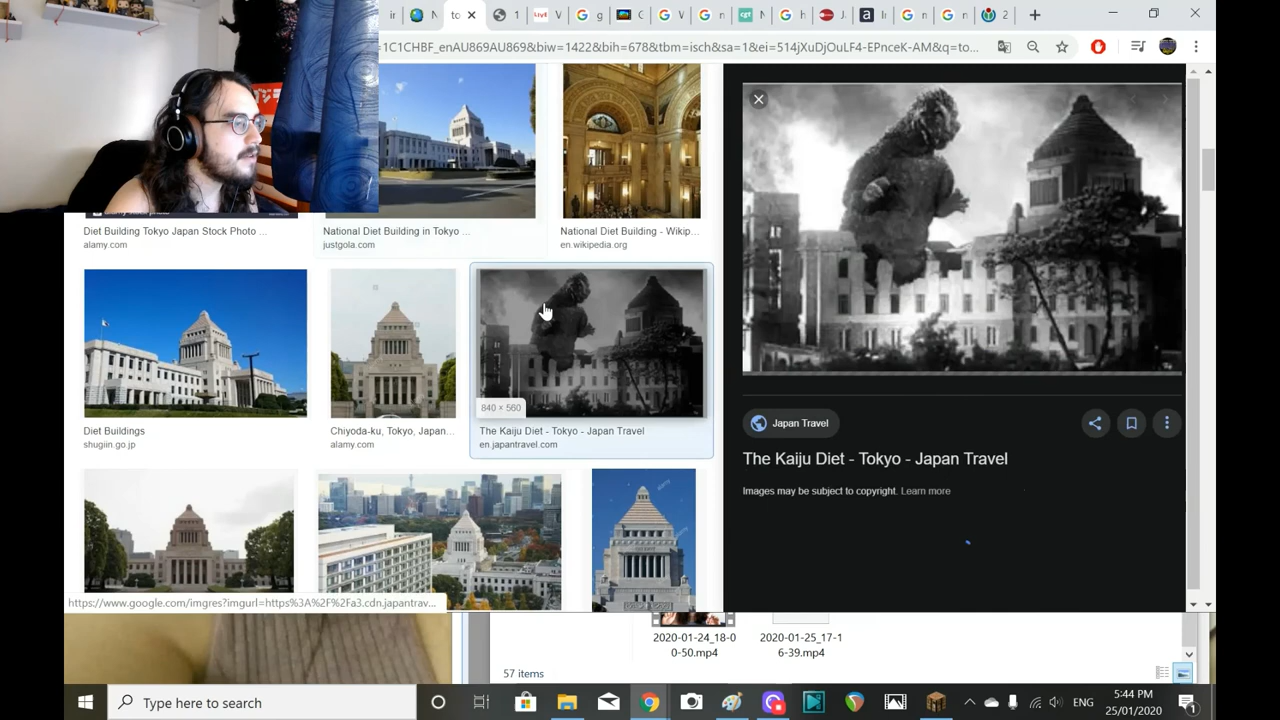 to
=1C1CHBF_enAU869AU869&biw=1422&bih=678&tbm=isch&sa=1&ei=514jXuDjOuLF4-EPnceK-AM&q=to...
Diet Building Tokyo Japan Stock Photo ...
alamy.com
National Diet Building in Tokyo ...
justgola.com
National Diet Building - Wikip...
en.wikipedia.org
840 × 560
Diet Buildings
shugiin.go.jp
Chiyoda-ku, Tokyo, Japan...
alamy.com
The Kaiju Diet - Tokyo - Japan Travel
en.japantravel.com
Japan Travel
The Kaiju Diet - Tokyo - Japan Travel
Images may be subject to copyright. Learn more
https://www.google.com/imgres?imgurl=https%3A%2F%2Fa3.cdn.japantrav...
2020-01-24_18-0
0-50.mp4
2020-01-25_17-1
6-39.mp4
57 items
Type here to search
ENG
5:44 PM
25/01/2020
1